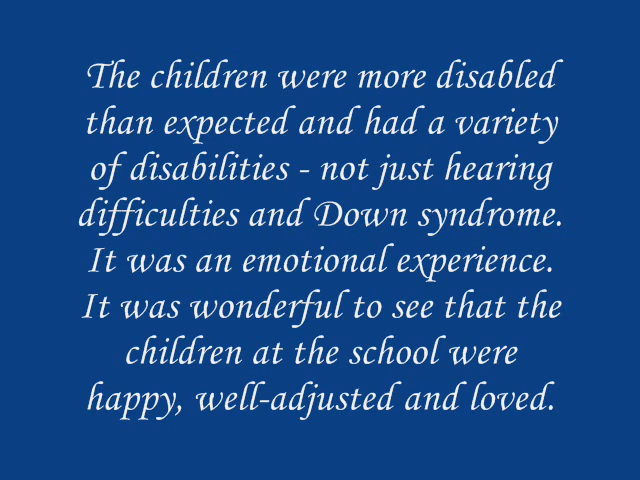 The children were more disabled
than expected and had a variety
of disabilities - not just hearing
difficulties and Down syndrome.
It was an emotional experience.
It was wonderful to see that the
children at the school were
happy, well-adjusted and loved.